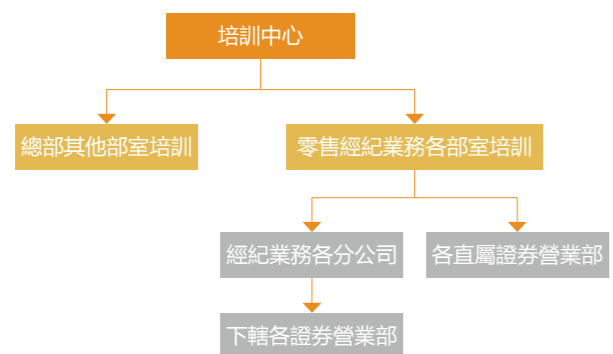 培訓中心
總部其他部室培訓
零售經紀業務各部室培訓
經紀業務各分公司
各直屬證券營業部
下轄各證券營業部